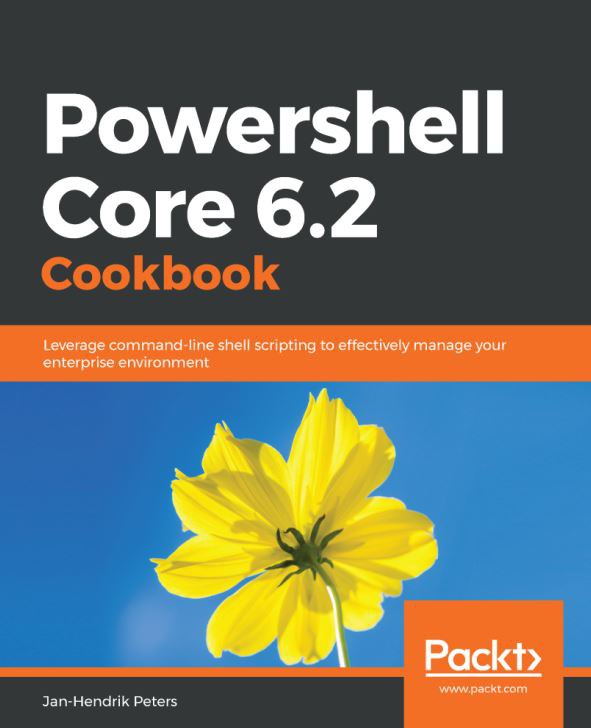 Powershell
Core 6.2
Cookbook
Leverage command-line shell scripting to effectively manage your
enterprise environment
Packt>
www.packt.com
Jan-Hendrik Peters